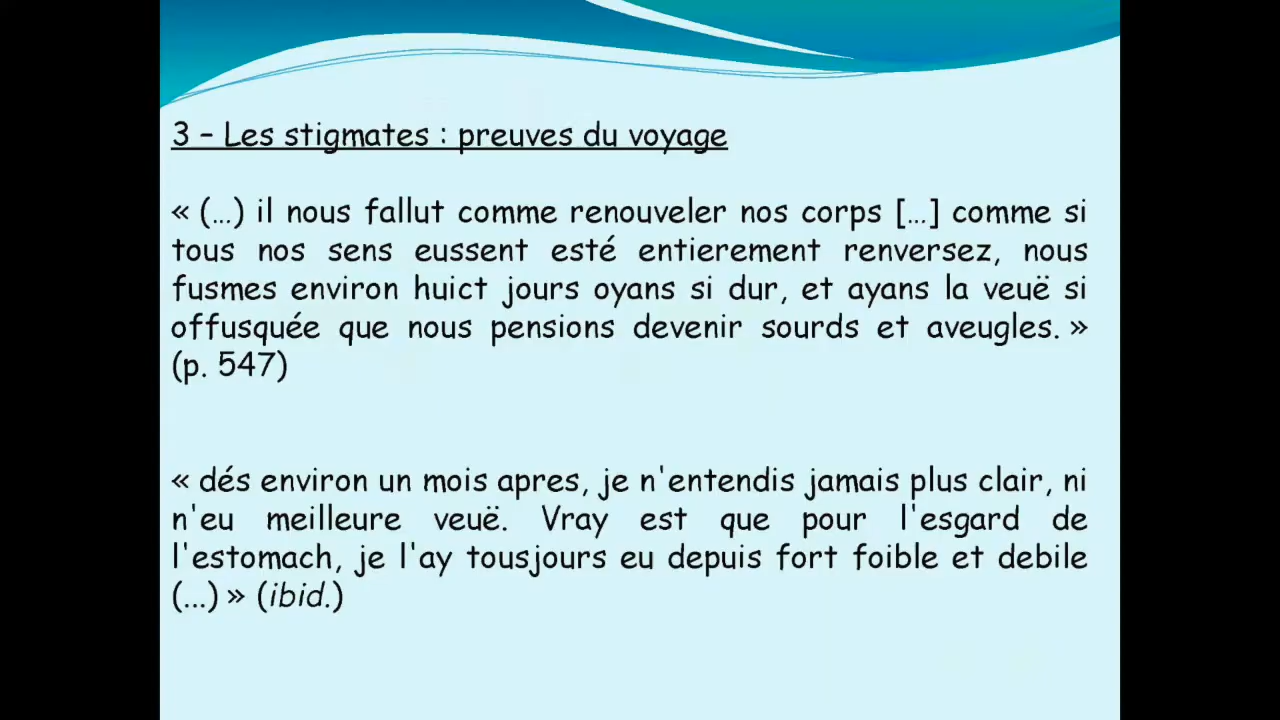 3 – Les stigmates : preuves du voyage
« (…) il nous fallut comme renouveler nos corps […] comme si
tous nos sens eussent esté entierement renversez, nous
fusmes environ huict jours oyans si dur, et ayans la veuë si
offusquée que nous pensions devenir sourds et aveugles. »
(p. 547)
« dés environ un mois apres, je n'entendis jamais plus clair, ni
n'eu meilleure veuë. Vray est que pour l'esgard de
l'estomach, je l'ay tousjours eu depuis fort foible et debile
(...) » (ibid.)